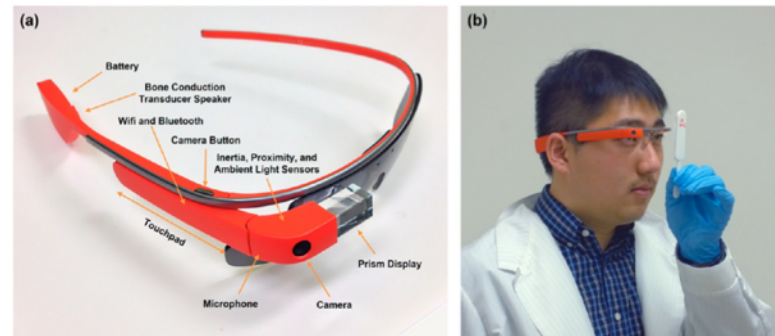 (a)
Battery
Bone Conduction
Transducer Speaker
Wifi and Bluetooth
Camera Button
Inertia, Proximity, and
Ambient Light Sensors
Touchpad
Prism Display
Microphone
Camera
(b)